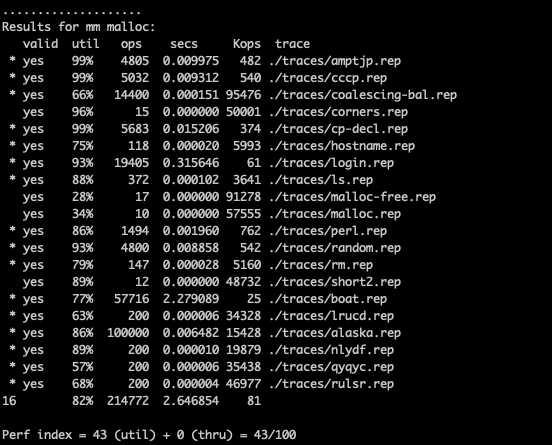 ....................
Results for mm malloc:
   valid  util   ops    secs     Kops  trace
 * yes    99%    4805  0.009975   482 ./traces/amptjp.rep
 * yes    99%    5032  0.009312   540 ./traces/cccp.rep
 * yes    66%   14400  0.000151 95476 ./traces/coalescing-bal.rep
   yes    96%      15  0.000000 50001 ./traces/corners.rep
 * yes    99%    5683  0.015206   374 ./traces/cp-decl.rep
 * yes    75%     118  0.000020  5993 ./traces/hostname.rep
 * yes    93%   19405  0.315646    61 ./traces/login.rep
 * yes    88%     372  0.000102  3641 ./traces/ls.rep
   yes    28%      17  0.000000 91278 ./traces/malloc-free.rep
   yes    34%      10  0.000000 57555 ./traces/malloc.rep
 * yes    86%    1494  0.001960   762 ./traces/perl.rep
 * yes    93%    4800  0.008858   542 ./traces/random.rep
 * yes    79%     147  0.000028  5160 ./traces/rm.rep
   yes    89%      12  0.000000 48732 ./traces/short2.rep
 * yes    77%   57716  2.279089    25 ./traces/boat.rep
 * yes    63%     200  0.000006 34328 ./traces/lrucd.rep
 * yes    86%  100000  0.006482 15428 ./traces/alaska.rep
 * yes    89%     200  0.000010 19879 ./traces/nlydf.rep
 * yes    57%     200  0.000006 35438 ./traces/qyqyc.rep
 * yes    68%     200  0.000004 46977 ./traces/rulsr.rep
16        82%  214772  2.646854    81
Perf index = 43 (util) + 0 (thru) = 43/100